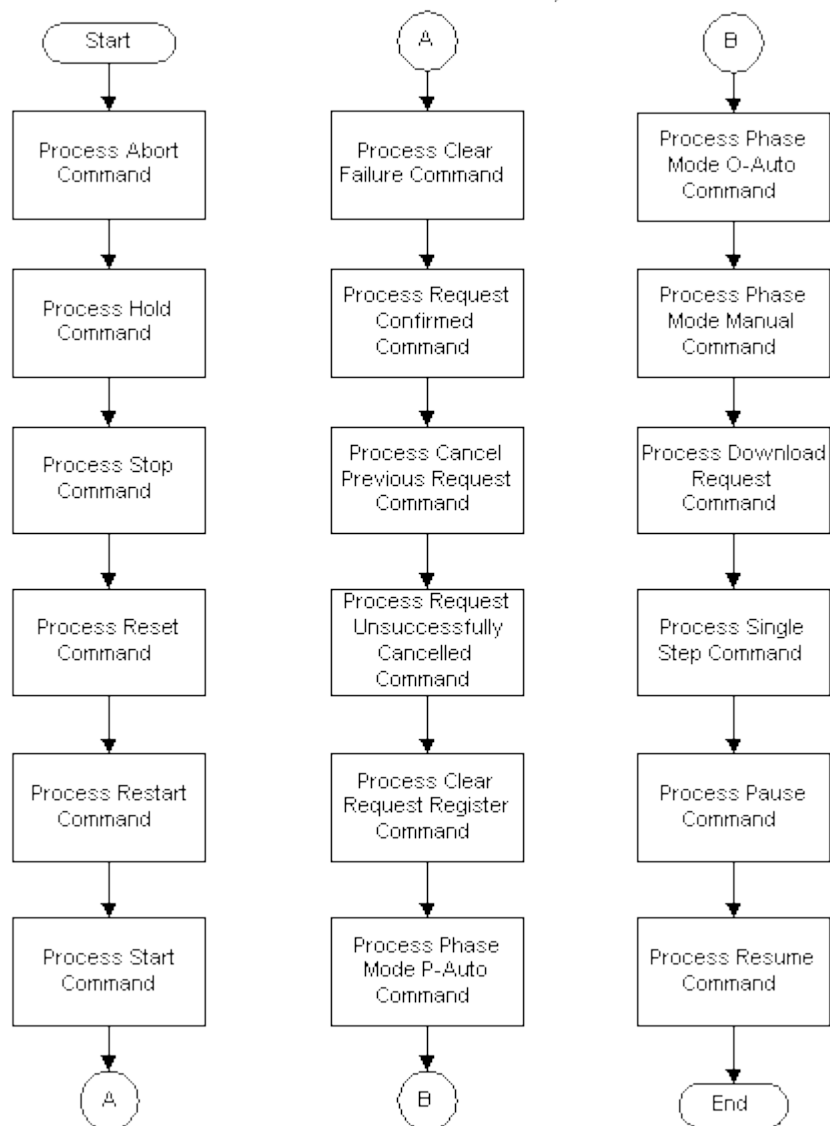 Start
Process Abort
Command
Process Hold
Command
Process Stop
Command
Process Reset
Command
Process Restart
Command
Process Start
Command
A
A
Process Clear
Failure Command
Process Request
Confirmed
Command
Process Cancel
Previous Request
Command
Process Request
Unsuccessfully
Cancelled
Command
Process Clear
Request Register
Command
Process Phase
Mode P-Auto
Command
B
B
Process Phase
Mode O-Auto
Command
Process Phase
Mode Manual
Command
Process Download
Request
Command
Process Single
Step Command
Process Pause
Command
Process Resume
Command
End